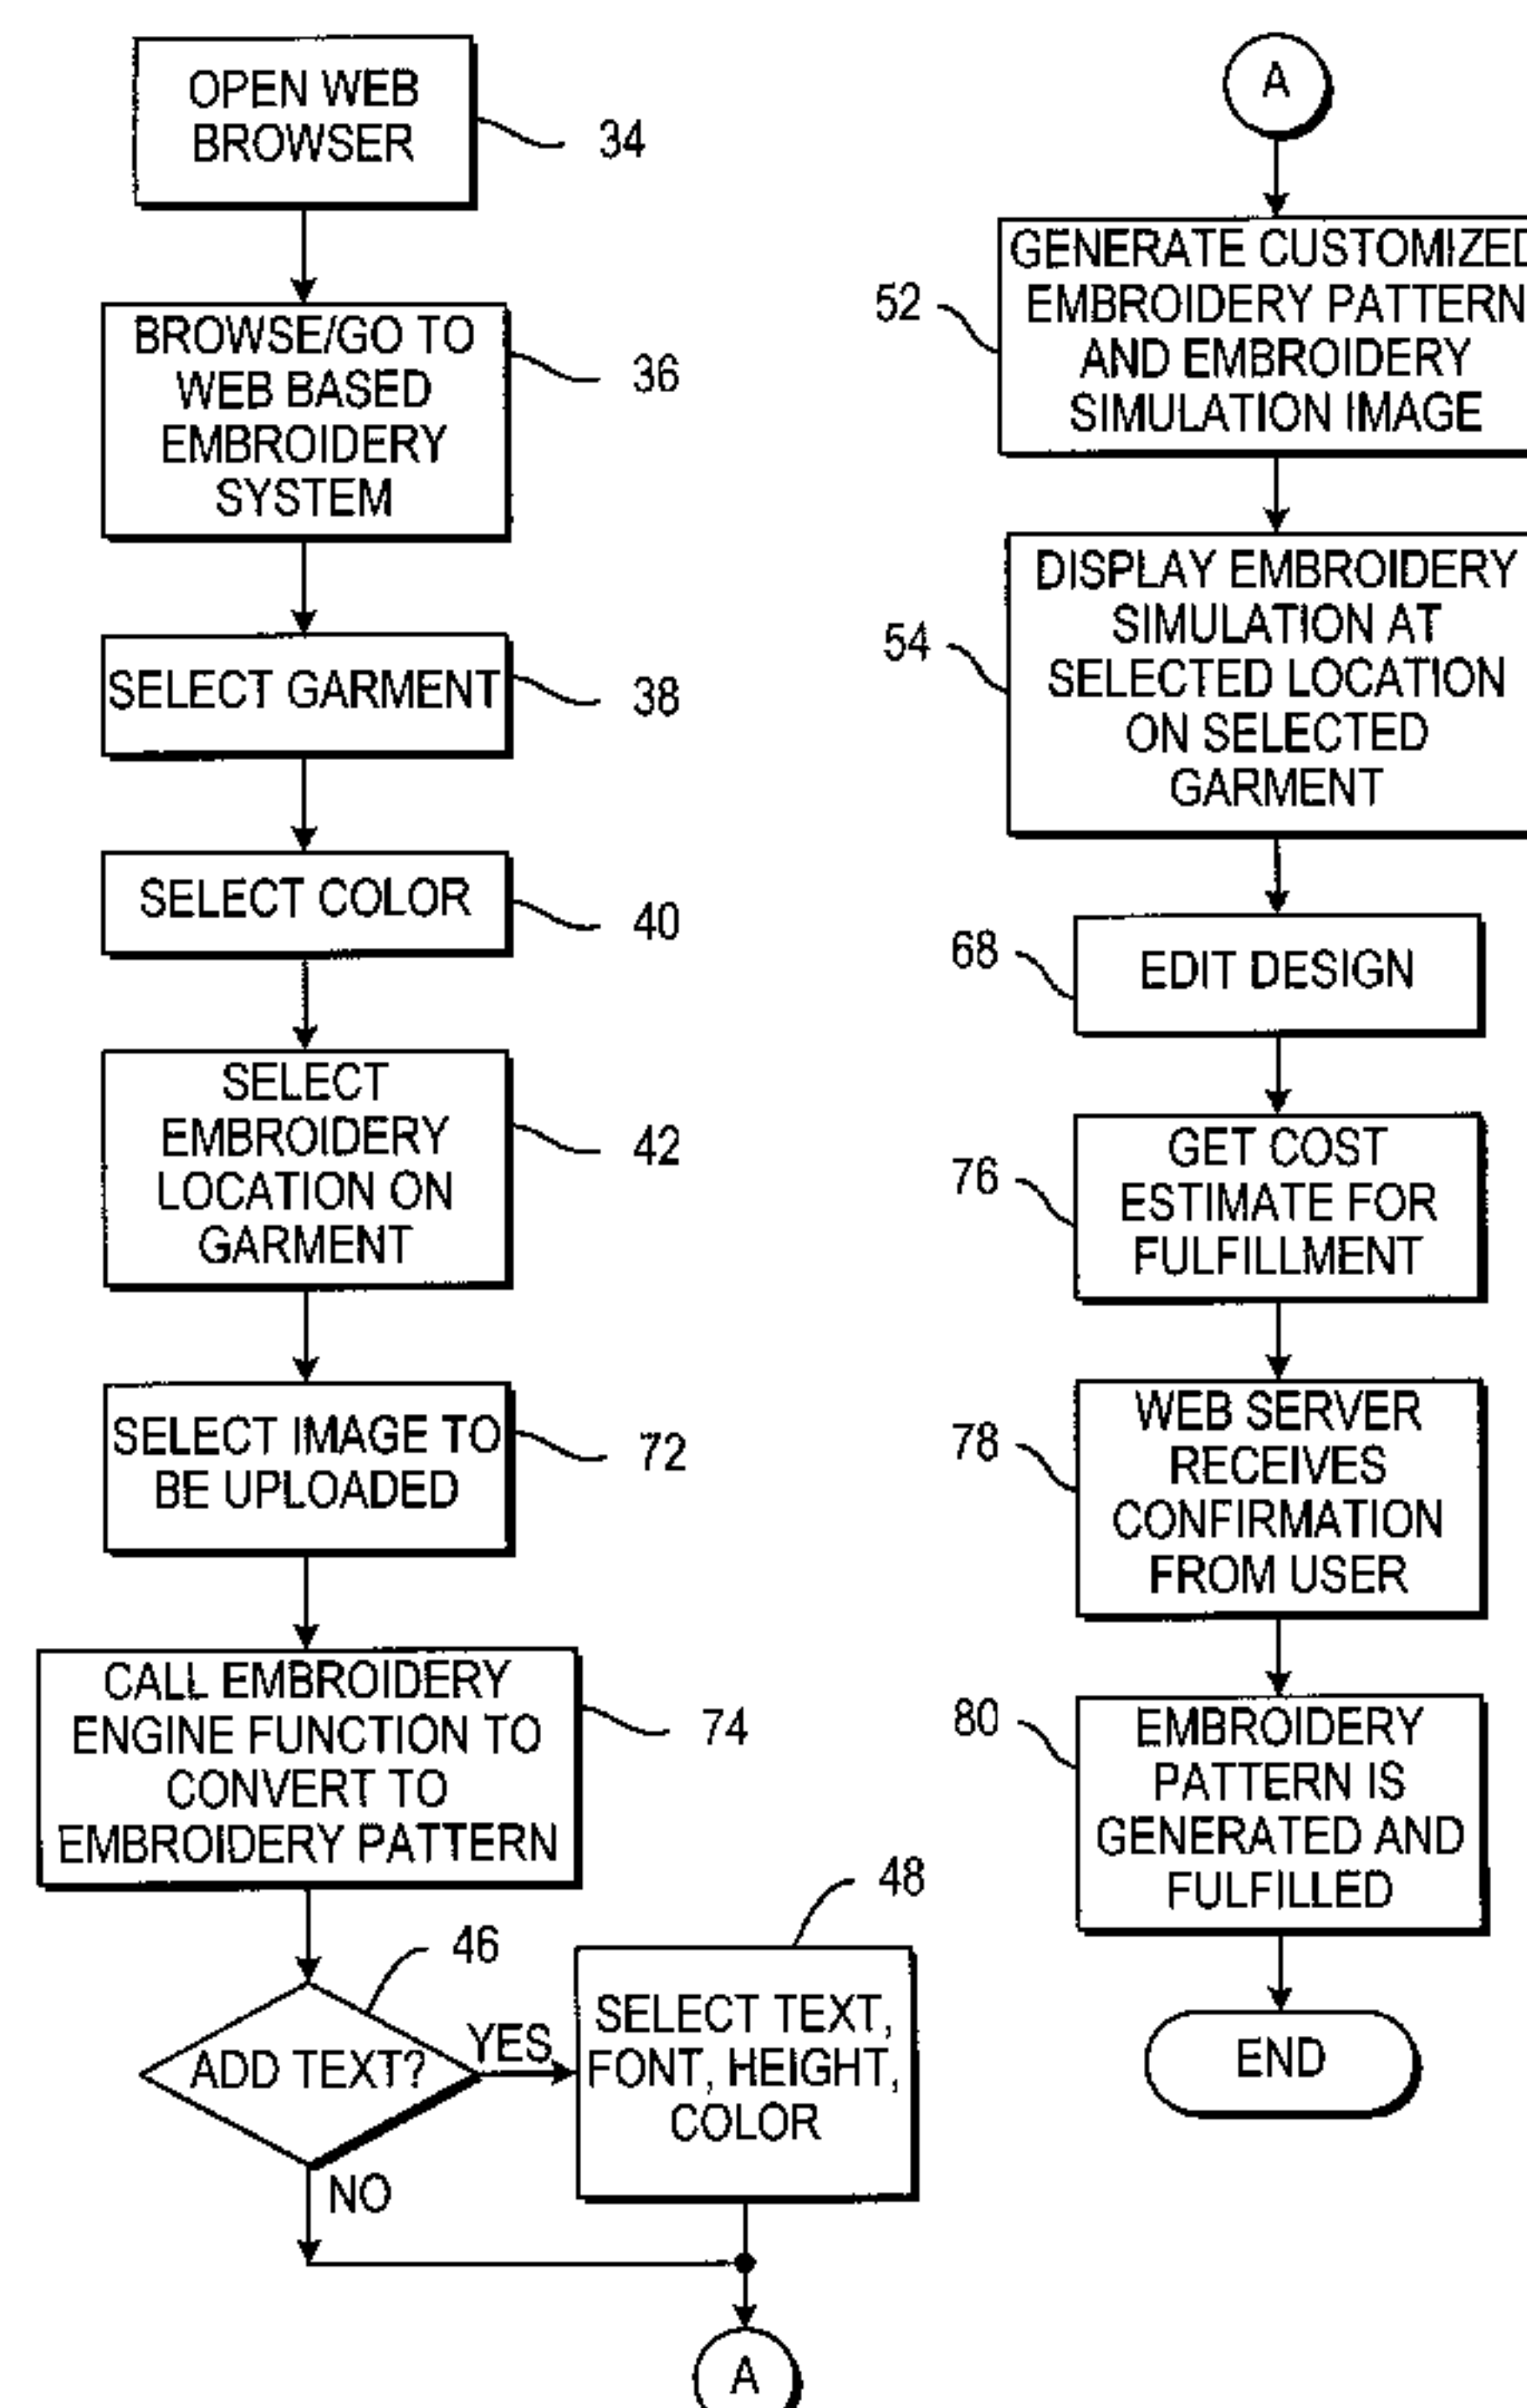 OPEN WEB
BROWSER
34
BROWSE/GO TO
WEB BASED
EMBROIDERY
SYSTEM
36
SELECT GARMENT
38
SELECT COLOR
40
SELECT
EMBROIDERY
LOCATION ON
GARMENT
42
SELECT IMAGE TO
BE UPLOADED
72
CALL EMBROIDERY
ENGINE FUNCTION TO
CONVERT TO
EMBROIDERY PATTERN
74
46
ADD TEXT?
YES
NO
48
SELECT TEXT,
FONT, HEIGHT,
COLOR
A
A
52
GENERATE CUSTOMIZED
EMBROIDERY PATTERN
AND EMBROIDERY
SIMULATION IMAGE
54
DISPLAY EMBROIDERY
SIMULATION AT
SELECTED LOCATION
ON SELECTED
GARMENT
68
EDIT DESIGN
76
GET COST
ESTIMATE FOR
FULFILLMENT
78
WEB SERVER
RECEIVES
CONFIRMATION
FROM USER
80
EMBROIDERY
PATTERN IS
GENERATED AND
FULFILLED
END